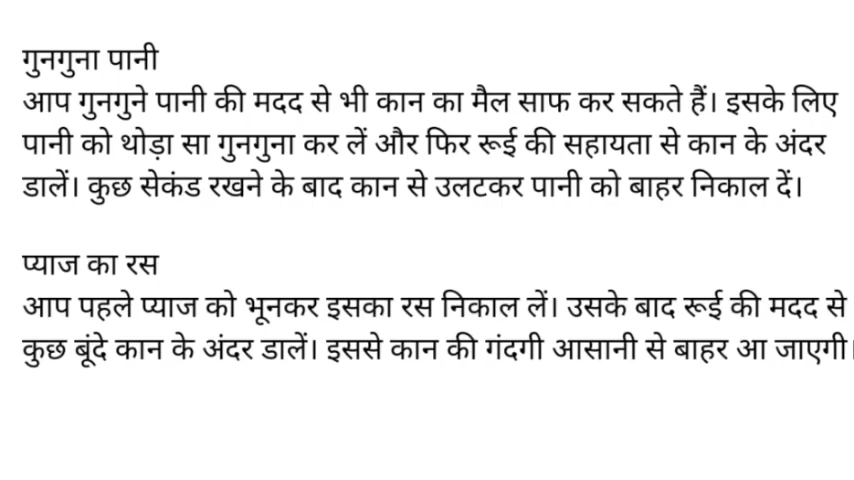 गुनगुना पानी
आप गुनगुने पानी की मदद से भी कान का मैल साफ कर सकते हैं। इसके लिए
पानी को थोड़ा सा गुनगुना कर लें और फिर रूई की सहायता से कान के अंदर
डालें। कुछ सेकंड रखने के बाद कान से उलटकर पानी को बाहर निकाल दें।
प्याज का रस
आप पहले प्याज को भूनकर इसका रस निकाल लें। उसके बाद रूई की मदद से
कुछ बूंदे कान के अंदर डालें। इससे कान की गंदगी आसानी से बाहर आ जाएगी।